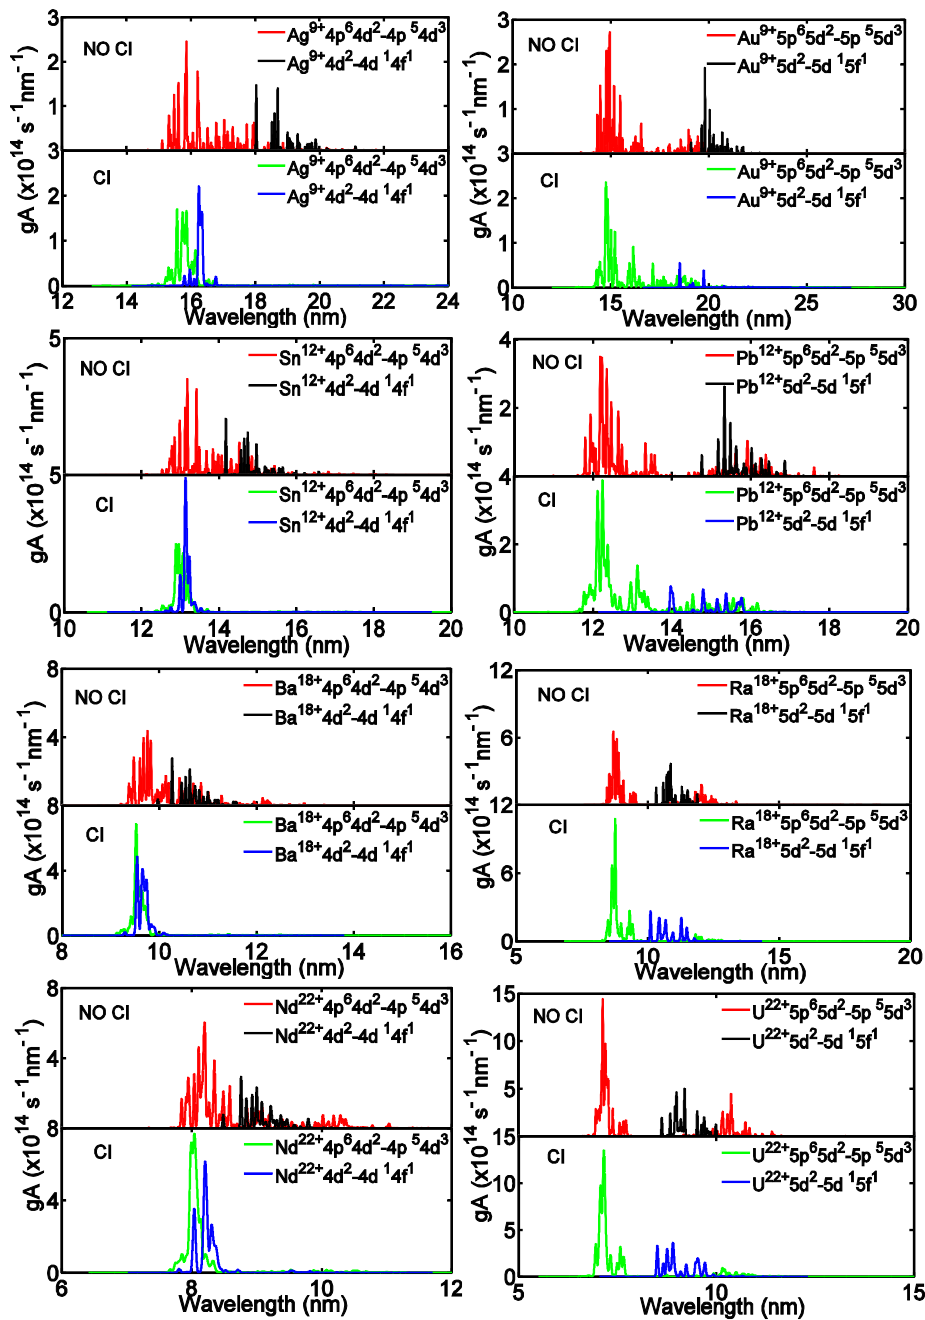 gA (x10¹⁴ s⁻¹nm⁻¹)
3
2
1
3
2
1
0
NO CI
Ag⁹⁺4p⁶4d²-4p ⁵4d³
Ag⁹⁺4d²-4d ¹4f¹
CI
Ag⁹⁺4p⁶4d²-4p ⁵4d³
Ag⁹⁺4d²-4d ¹4f¹
12 14 16 18 20 22 24
Wavelength (nm)
gA (x10¹⁴ s⁻¹nm⁻¹)
3
2
1
3
2
1
0
NO CI
Au⁹⁺5p⁶5d²-5p ⁵5d³
Au⁹⁺5d²-5d ¹5f¹
CI
Au⁹⁺5p⁶5d²-5p ⁵5d³
Au⁹⁺5d²-5d ¹5f¹
10 15 20 25 30
Wavelength (nm)
gA (x10¹⁴ s⁻¹nm⁻¹)
5
5
0
NO CI
Sn¹²⁺4p⁶4d²-4p ⁵4d³
Sn¹²⁺4d²-4d ¹4f¹
CI
Sn¹²⁺4p⁶4d²-4p ⁵4d³
Sn¹²⁺4d²-4d ¹4f¹
10 12 14 16 18 20
Wavelength (nm)
gA (x10¹⁴ s⁻¹nm⁻¹)
4
2
4
2
0
NO CI
Pb¹²⁺5p⁶5d²-5p ⁵5d³
Pb¹²⁺5d²-5d ¹5f¹
CI
Pb¹²⁺5p⁶5d²-5p ⁵5d³
Pb¹²⁺5d²-5d ¹5f¹
10 12 14 16 18 20
Wavelength (nm)
gA (x10¹⁴ s⁻¹nm⁻¹)
8
4
8
4
0
NO CI
Ba¹⁸⁺4p⁶4d²-4p ⁵4d³
Ba¹⁸⁺4d²-4d ¹4f¹
CI
Ba¹⁸⁺4p⁶4d²-4p ⁵4d³
Ba¹⁸⁺4d²-4d ¹4f¹
8 10 12 14 16
Wavelength (nm)
gA (x10¹⁴ s⁻¹nm⁻¹)
12
6
12
6
0
NO CI
Ra¹⁸⁺5p⁶5d²-5p ⁵5d³
Ra¹⁸⁺5d²-5d ¹5f¹
CI
Ra¹⁸⁺5p⁶5d²-5p ⁵5d³
Ra¹⁸⁺5d²-5d ¹5f¹
5 10 15 20
Wavelength (nm)
gA (x10¹⁴ s⁻¹nm⁻¹)
8
4
8
4
0
NO CI
Nd²²⁺4p⁶4d²-4p ⁵4d³
Nd²²⁺4d²-4d ¹4f¹
CI
Nd²²⁺4p⁶4d²-4p ⁵4d³
Nd²²⁺4d²-4d ¹4f¹
6 8 10 12
Wavelength (nm)
gA (x10¹⁴ s⁻¹nm⁻¹)
15
10
5
15
10
5
0
NO CI
U²²⁺5p⁶5d²-5p ⁵5d³
U²²⁺5d²-5d ¹5f¹
CI
U²²⁺5p⁶5d²-5p ⁵5d³
U²²⁺5d²-5d ¹5f¹
5 10 15
Wavelength (nm)